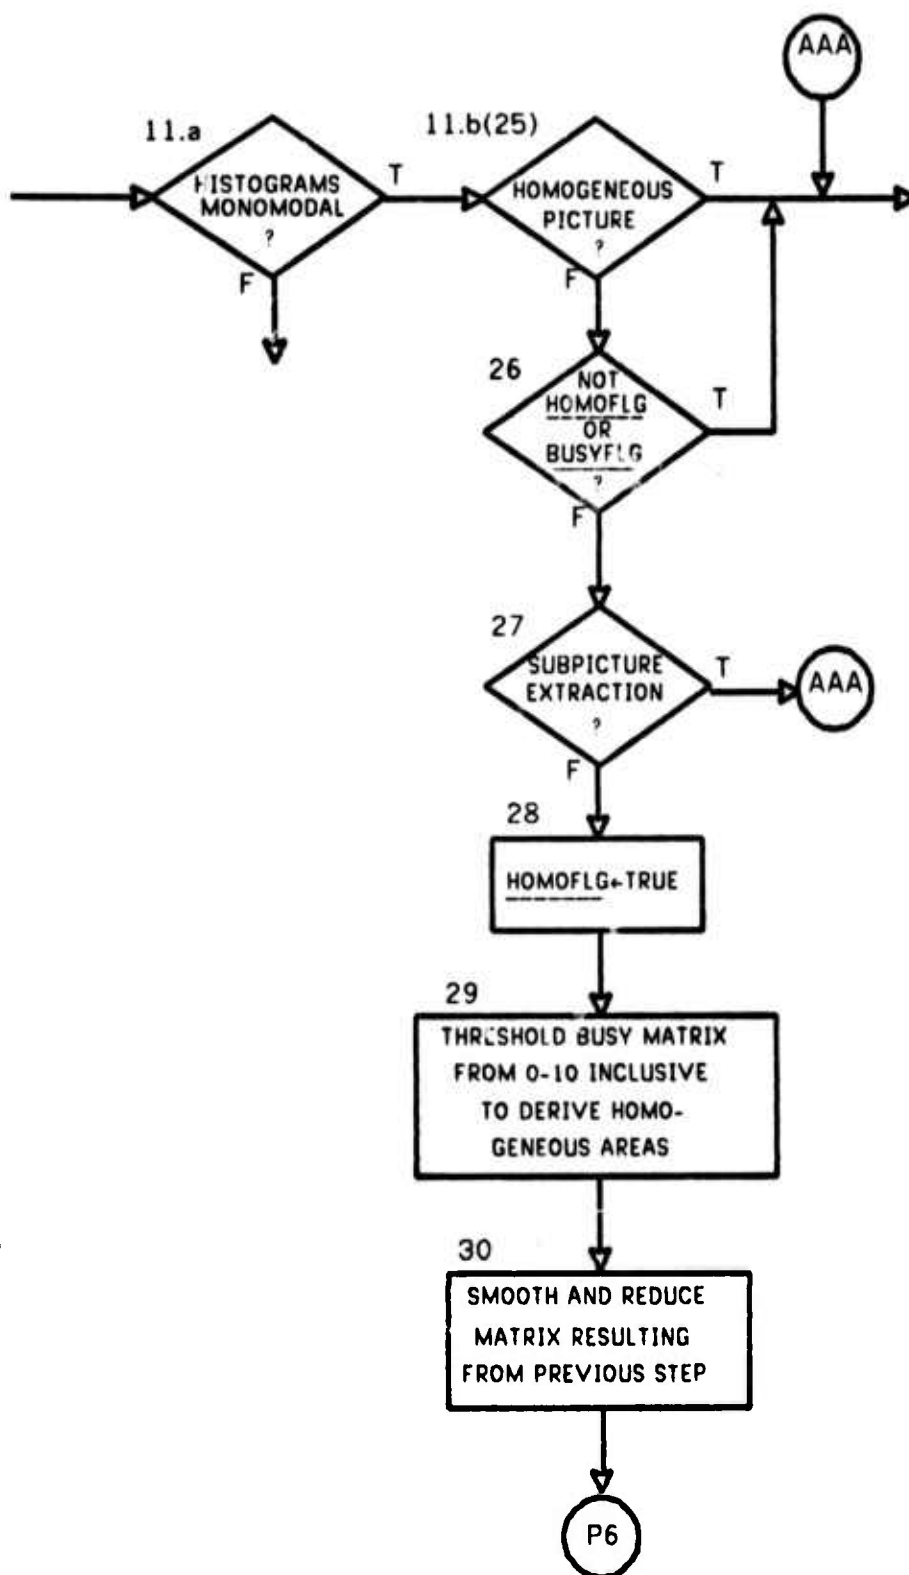 AAA
11.a
HISTOGRAMS
MONOMODAL
?
T
F
11.b(25)
HOMOGENEOUS
PICTURE
?
T
F
26
NOT
HOMOFLG
OR
BUSYFLG
?
T
F
27
SUBPICTURE
EXTRACTION
?
T
AAA
F
28
HOMOFLG←TRUE
29
THRESHOLD BUSY MATRIX
FROM 0-10 INCLUSIVE
TO DERIVE HOMO-
GENEOUS AREAS
30
SMOOTH AND REDUCE
MATRIX RESULTING
FROM PREVIOUS STEP
P6